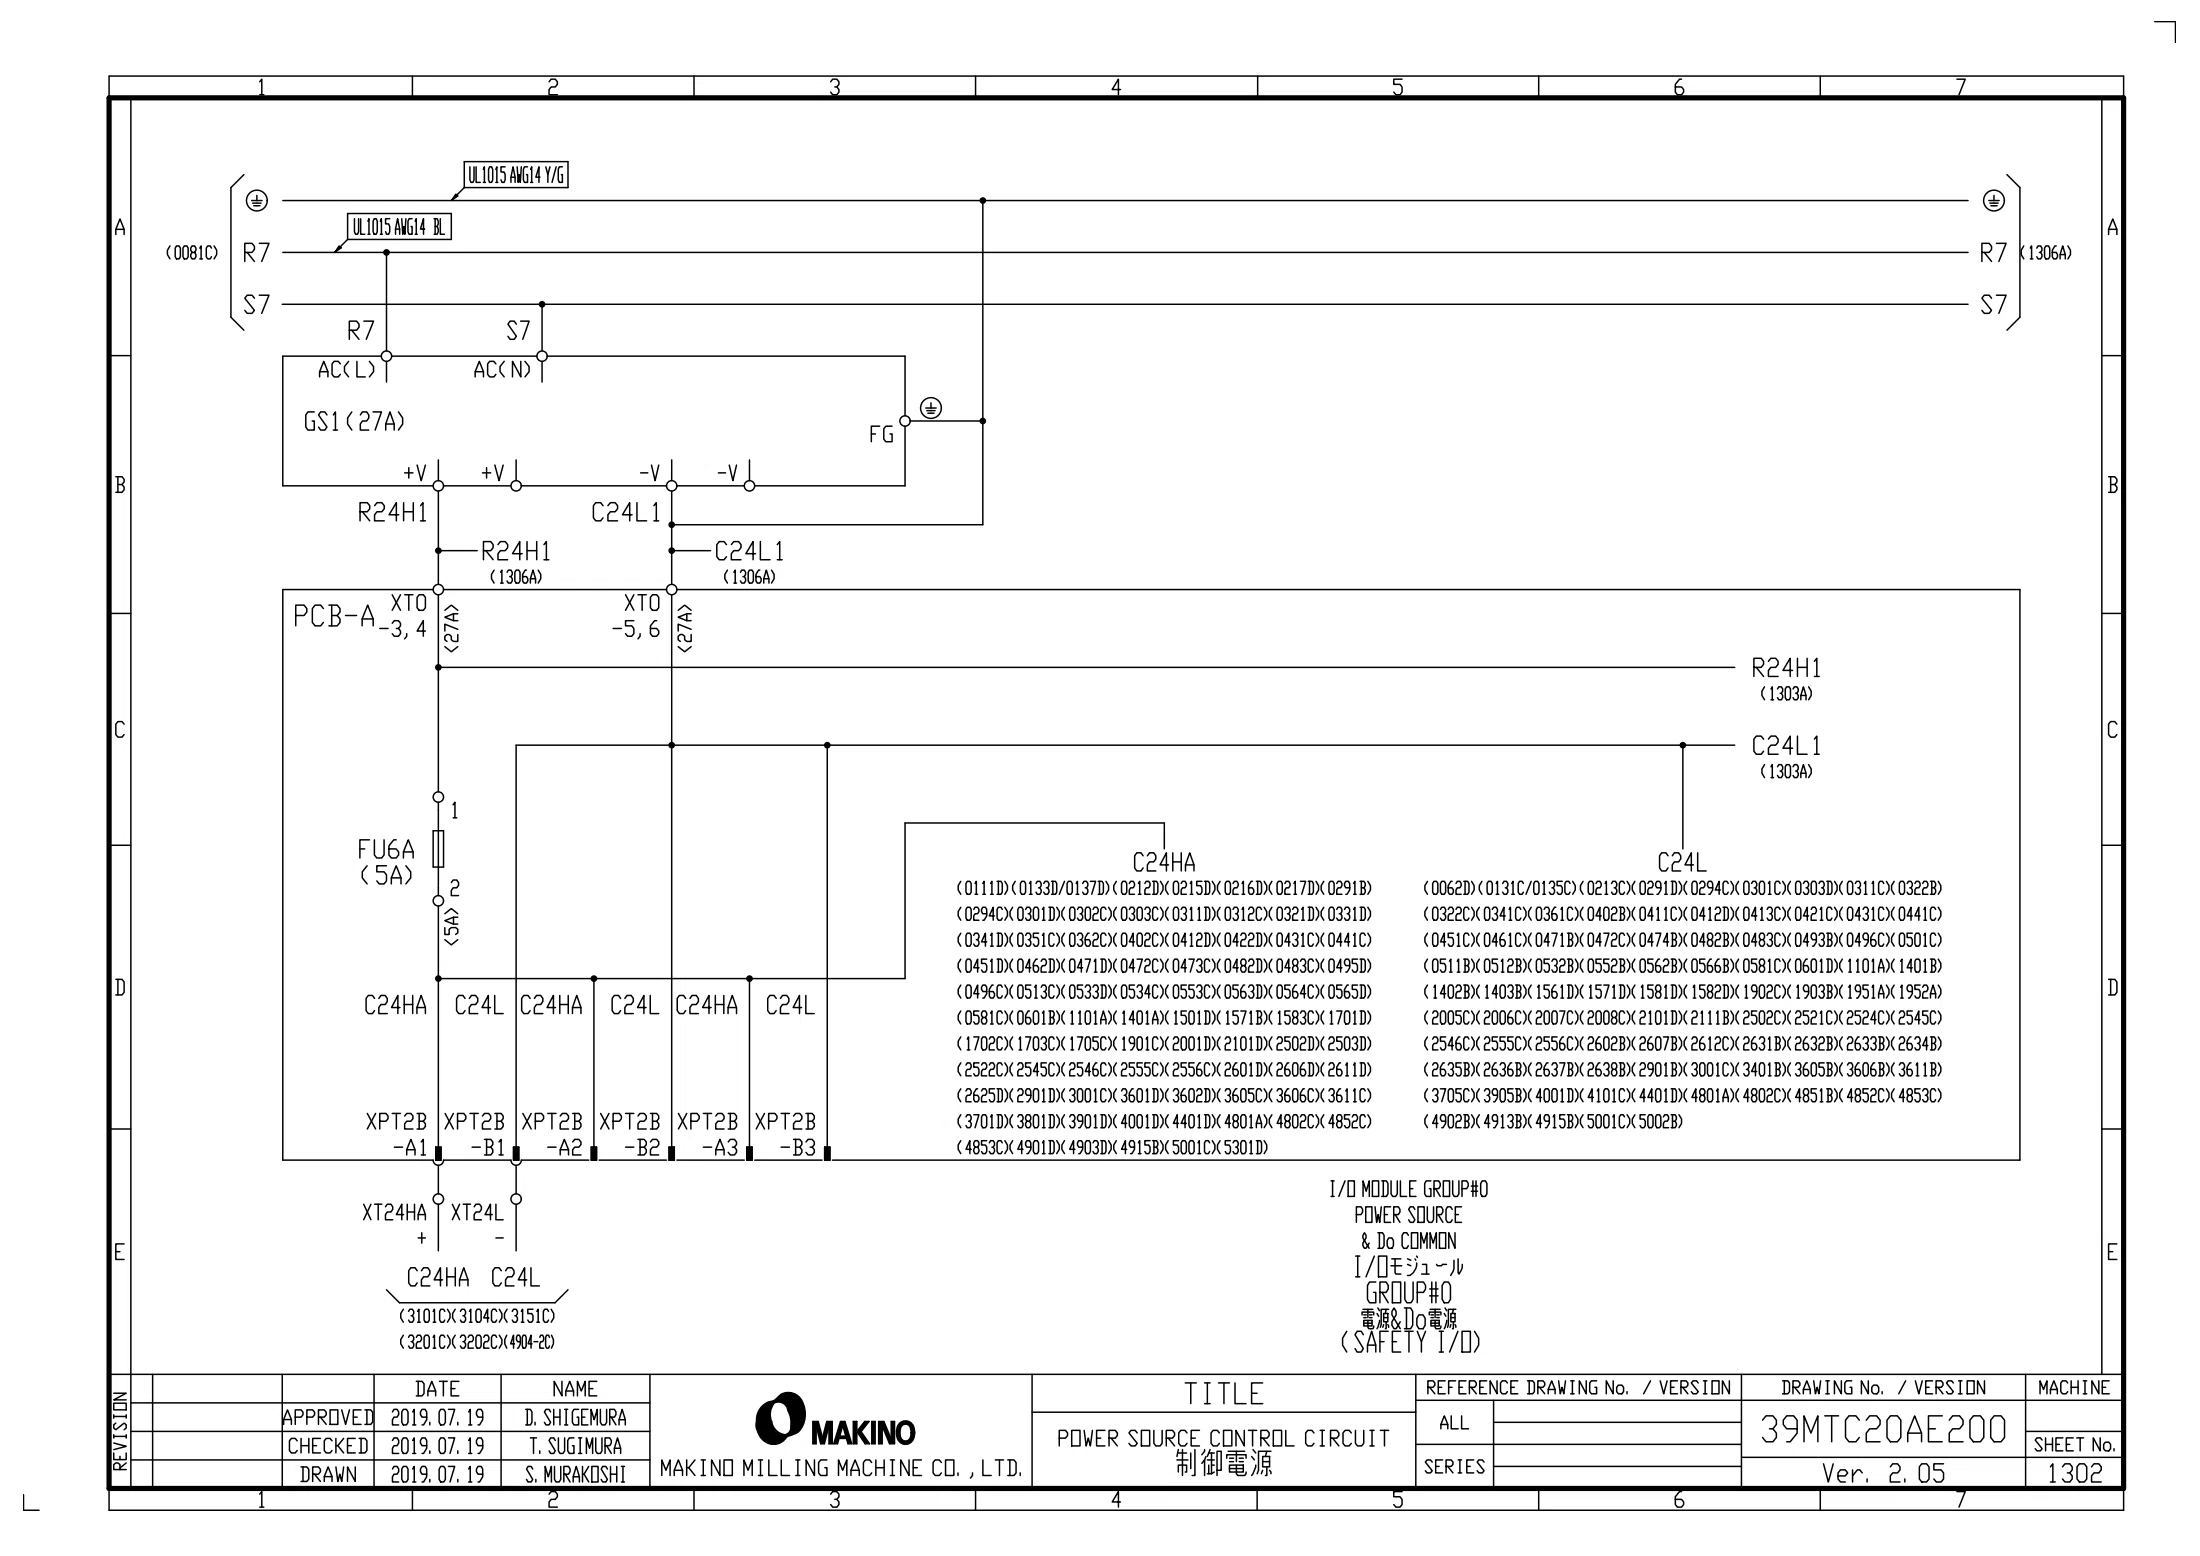 1 2 3 4 5 6 7
UL1015 AWG14 Y/G
A A
UL1015 AWG14 BL
(0081C) R7 R7 (1306A)
S7 S7
R7 S7
AC(L) AC(N)
GS1(27A)
FG
B B
+V +V -V -V
R24H1 C24L1
R24H1 C24L1
(1306A) (1306A)
PCB-A XT0 XT0
-3,4 <27A> -5,6 <27A>
R24H1
(1303A)
C C
C24L1
(1303A)
1
FU6A
(5A)
2
<5A>
C24HA
(0111D)(0133D/0137D)(0212D)(0215D)(0216D)(0217D)(0291B)
(0294C)(0301D)(0302C)(0303C)(0311D)(0312C)(0321D)(0331D)
(0341D)(0351C)(0362C)(0402C)(0412D)(0422D)(0431C)(0441C)
(0451D)(0462D)(0471D)(0472C)(0473C)(0482D)(0483C)(0495D)
(0496C)(0513C)(0533D)(0534C)(0553C)(0563D)(0564C)(0565D)
(0581C)(0601B)(1101A)(1401A)(1501D)(1571B)(1583C)(1701D)
(1702C)(1703C)(1705C)(1901C)(2001D)(2101D)(2502D)(2503D)
(2522C)(2545C)(2546C)(2555C)(2556C)(2601D)(2606D)(2611D)
(2625D)(2901D)(3001C)(3601D)(3602D)(3605C)(3606C)(3611C)
(3701D)(3801D)(3901D)(4001D)(4401D)(4801A)(4802C)(4852C)
(4853C)(4901D)(4903D)(4915B)(5001C)(5301D)
C24L
(0062D)(0131C/0135C)(0213C)(0291D)(0294C)(0301C)(0303D)(0311C)(0322B)
(0322C)(0341C)(0361C)(0402B)(0411C)(0412D)(0413C)(0421C)(0431C)(0441C)
(0451C)(0461C)(0471B)(0472C)(0474B)(0482B)(0483C)(0493B)(0496C)(0501C)
(0511B)(0512B)(0532B)(0552B)(0562B)(0566B)(0581C)(0601D)(1101A)(1401B)
(1402B)(1403B)(1561D)(1571D)(1581D)(1582D)(1902C)(1903B)(1951A)(1952A)
(2005C)(2006C)(2007C)(2008C)(2101D)(2111B)(2502C)(2521C)(2524C)(2545C)
(2546C)(2555C)(2556C)(2602B)(2607B)(2612C)(2631B)(2632B)(2633B)(2634B)
(2635B)(2636B)(2637B)(2638B)(2901B)(3001C)(3401B)(3605B)(3606B)(3611B)
(3705C)(3905B)(4001D)(4101C)(4401D)(4801A)(4802C)(4851B)(4852C)(4853C)
(4902B)(4913B)(4915B)(5001C)(5002B)
D D
C24HA C24L C24HA C24L C24HA C24L
XPT2B XPT2B XPT2B XPT2B XPT2B XPT2B
-A1 -B1 -A2 -B2 -A3 -B3
XT24HA XT24L
+ -
E E
C24HA C24L
(3101C)(3104C)(3151C)
(3201C)(3202C)(4904-2C)
I/O MODULE GROUP#0
POWER SOURCE
& Do COMMON
I/Oモジュール
GROUP#0
電源&Do電源
(SAFETY I/O)
REVISION
DATE NAME
APPROVED 2019.07.19 D. SHIGEMURA
CHECKED 2019.07.19 T. SUGIMURA
DRAWN 2019.07.19 S. MURAKOSHI
MAKINO
MAKINO MILLING MACHINE CO.,LTD.
TITLE
POWER SOURCE CONTROL CIRCUIT
制御電源
REFERENCE DRAWING No. / VERSION
ALL
SERIES
DRAWING No. / VERSION
39MTC20AE200
Ver. 2.05
MACHINE
SHEET No.
1302
1 2 3 4 5 6 7